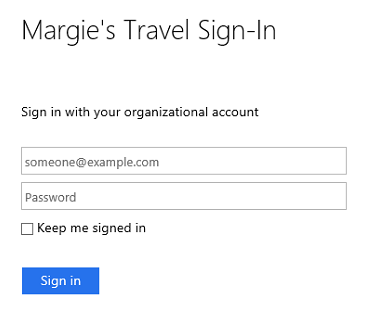 Margie's Travel Sign-In
Sign in with your organizational account
someone@example.com
Password
Keep me signed in
Sign in